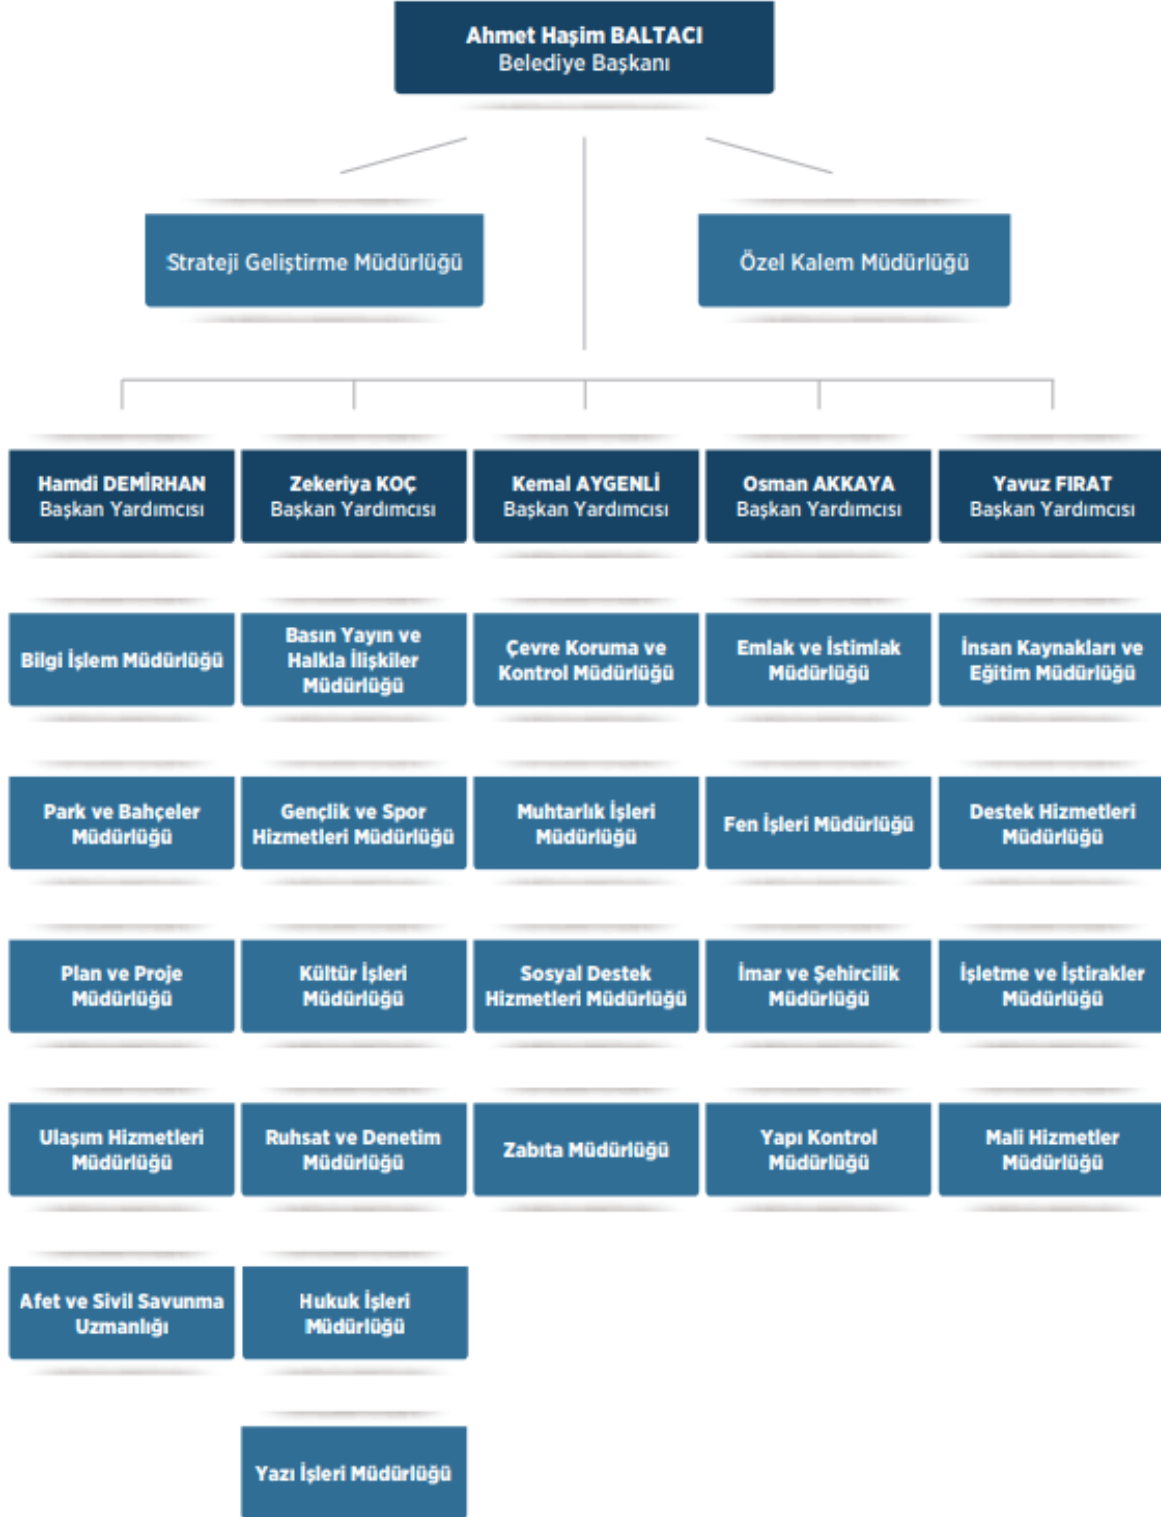 Ahmet Haşim BALTACI
Belediye Başkanı
Strateji Geliştirme Müdürlüğü
Özel Kalem Müdürlüğü
Hamdi DEMİRHAN
Başkan Yardımcısı
Zekeriya KOÇ
Başkan Yardımcısı
Kemal AYGENLİ
Başkan Yardımcısı
Osman AKKAYA
Başkan Yardımcısı
Yavuz FIRAT
Başkan Yardımcısı
Bilgi İşlem Müdürlüğü
Basın Yayın ve
Halkla İlişkiler
Müdürlüğü
Çevre Koruma ve
Kontrol Müdürlüğü
Emlak ve İstimlak
Müdürlüğü
İnsan Kaynakları ve
Eğitim Müdürlüğü
Park ve Bahçeler
Müdürlüğü
Gençlik ve Spor
Hizmetleri Müdürlüğü
Muhtarlık İşleri
Müdürlüğü
Fen İşleri Müdürlüğü
Destek Hizmetleri
Müdürlüğü
Plan ve Proje
Müdürlüğü
Kültür İşleri
Müdürlüğü
Sosyal Destek
Hizmetleri Müdürlüğü
İmar ve Şehircilik
Müdürlüğü
İşletme ve İştirakler
Müdürlüğü
Ulaşım Hizmetleri
Müdürlüğü
Ruhsat ve Denetim
Müdürlüğü
Zabıta Müdürlüğü
Yapı Kontrol
Müdürlüğü
Mali Hizmetler
Müdürlüğü
Afet ve Sivil Savunma
Uzmanlığı
Hukuk İşleri
Müdürlüğü
Yazı İşleri Müdürlüğü